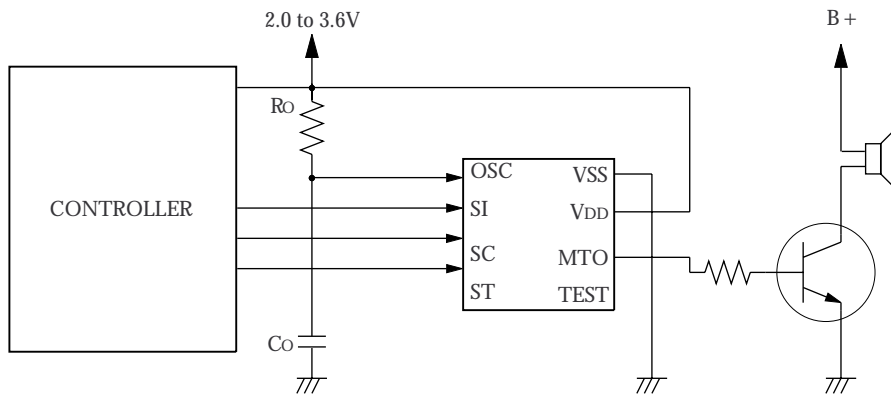 2.0 to 3.6V
B +
RO
OSC
VSS
CONTROLLER
SI
VDD
SC
MTO
ST
TEST
CO